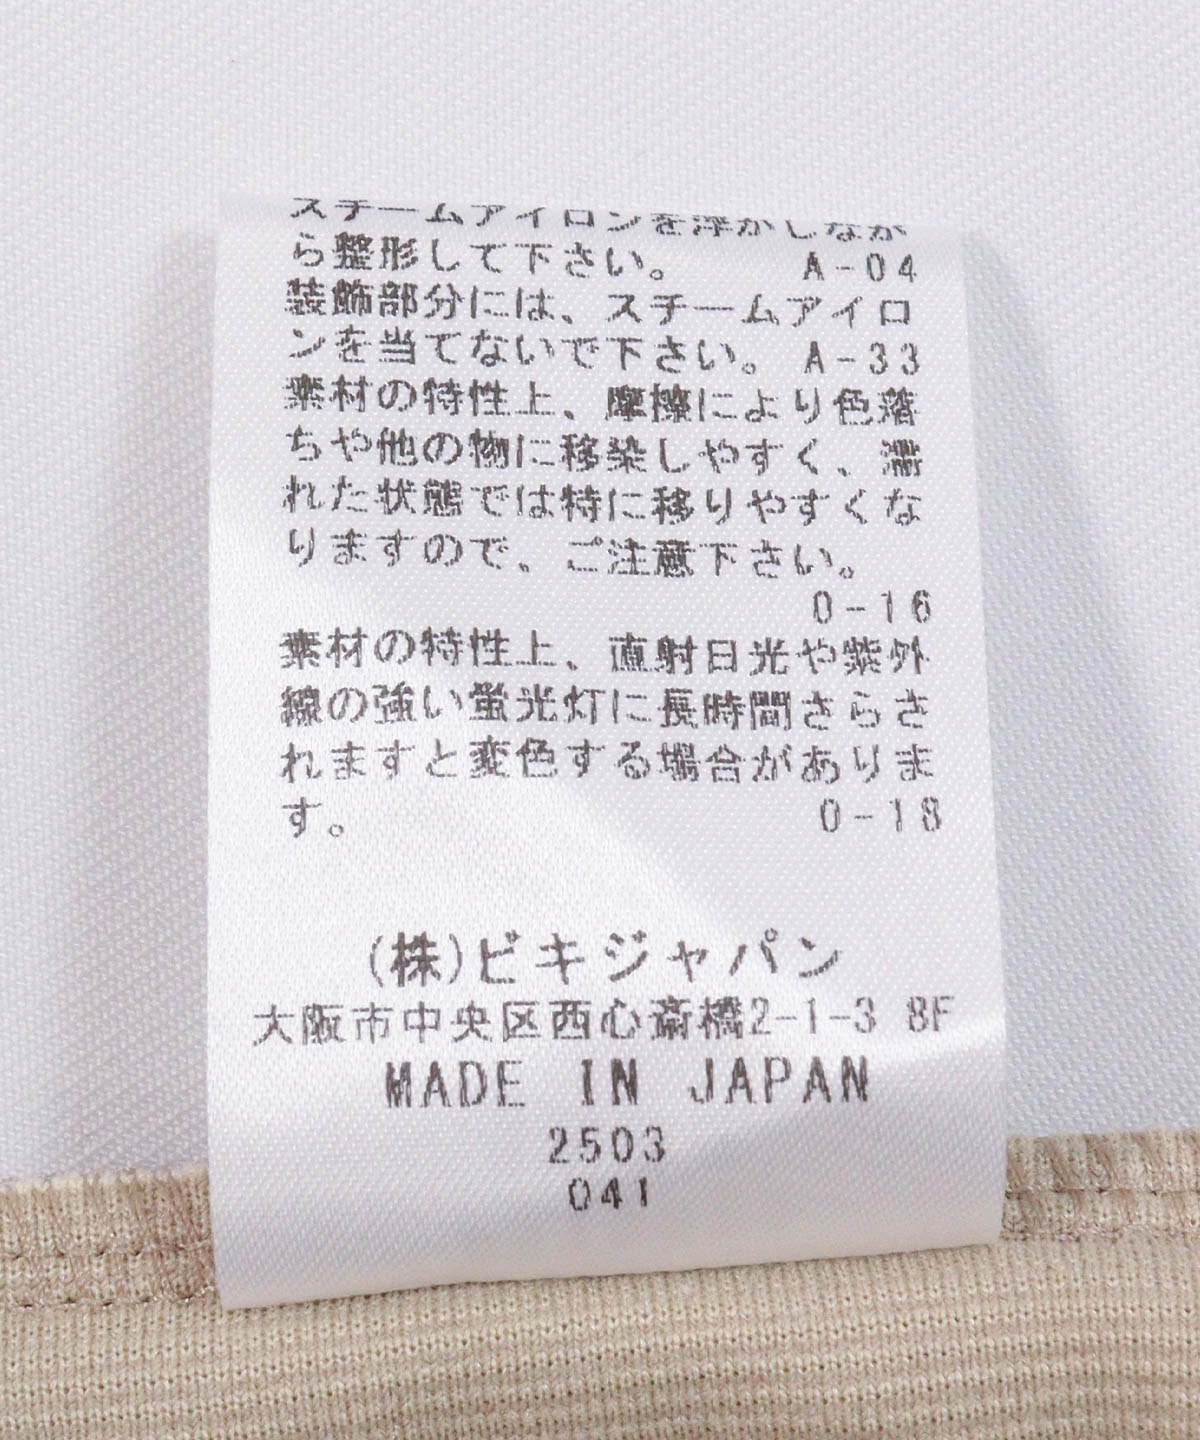 スチームアイロンを浮かしなが
ら整形して下さい。 A-04
装飾部分には、スチームアイロ
ンを当てないで下さい。 A-33
素材の特性上、摩擦により色落
ちや他の物に移染しやすく、濡
れた状態では特に移りやすくな
りますので、ご注意下さい。
0-16
素材の特性上、直射日光や紫外
線の強い蛍光灯に長時間さらさ
れますと変色する場合がありま
す。 0-18
(株)ビキジャパン
大阪市中央区西心斎橋2-1-3 8F
MADE IN JAPAN
2503
041